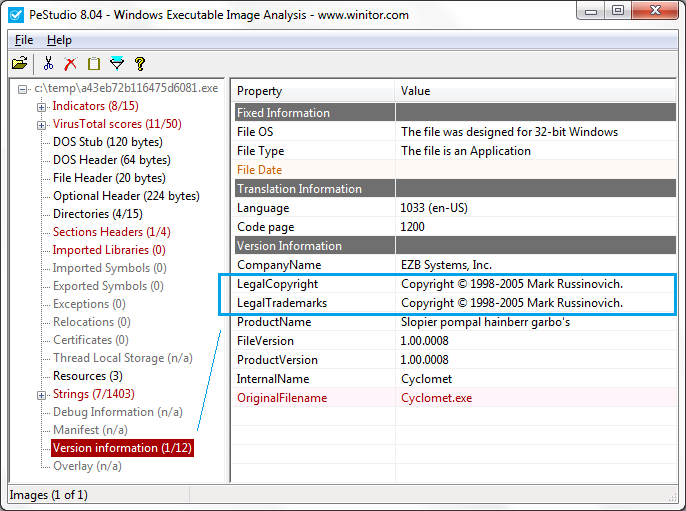 PeStudio 8.04 - Windows Executable Image Analysis - www.winitor.com
File Help
c:\temp\a43eb72b116475d6081.exe
Indicators (8/15)
VirusTotal scores (11/50)
DOS Stub (120 bytes)
DOS Header (64 bytes)
File Header (20 bytes)
Optional Header (224 bytes)
Directories (4/15)
Sections Headers (1/4)
Imported Libraries (0)
Imported Symbols (0)
Exported Symbols (0)
Exceptions (0)
Relocations (0)
Certificates (0)
Thread Local Storage (n/a)
Resources (3)
Strings (7/1403)
Debug Information (n/a)
Manifest (n/a)
Version information (1/12)
Overlay (n/a)
Property Value
Fixed Information
File OS The file was designed for 32-bit Windows
File Type The file is an Application
File Date
Translation Information
Language 1033 (en-US)
Code page 1200
Version Information
CompanyName EZB Systems, Inc.
LegalCopyright Copyright © 1998-2005 Mark Russinovich.
LegalTrademarks Copyright © 1998-2005 Mark Russinovich.
ProductName Slopier pompal hainberr garbo's
FileVersion 1.00.0008
ProductVersion 1.00.0008
InternalName Cyclomet
OriginalFilename Cyclomet.exe
Images (1 of 1)